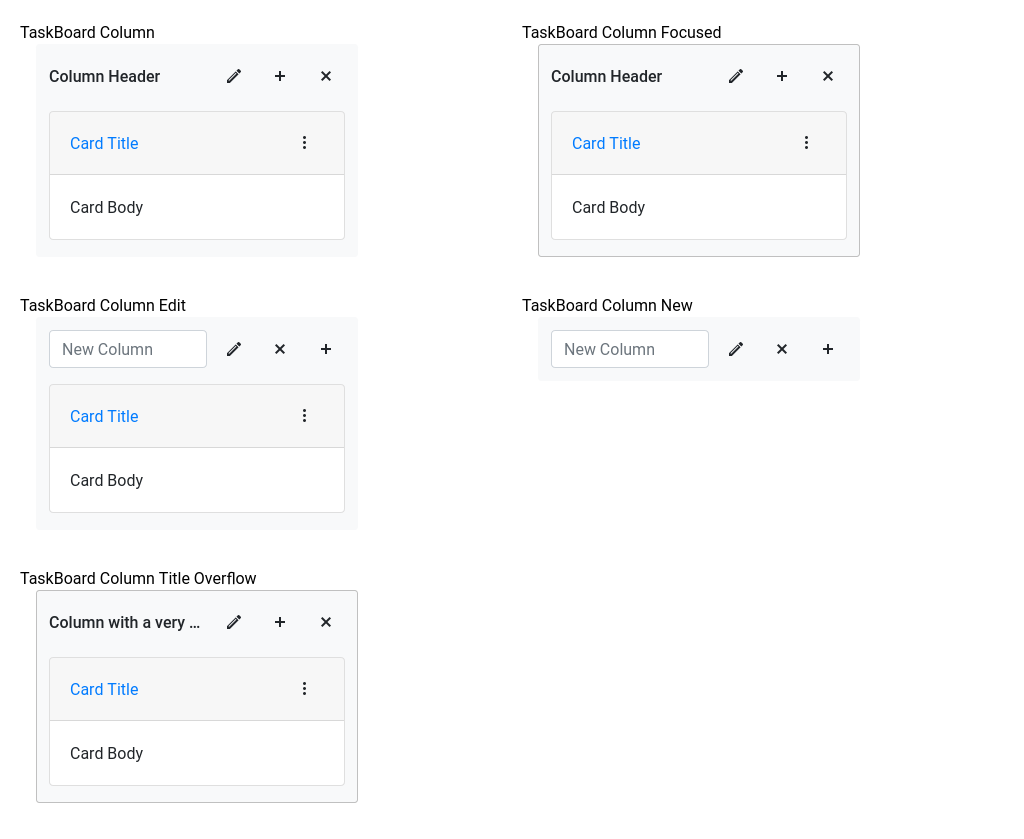 TaskBoard Column
Column Header
Card Title
Card Body
TaskBoard Column Focused
Column Header
Card Title
Card Body
TaskBoard Column Edit
New Column
Card Title
Card Body
TaskBoard Column New
New Column
TaskBoard Column Title Overflow
Column with a very ...
Card Title
Card Body